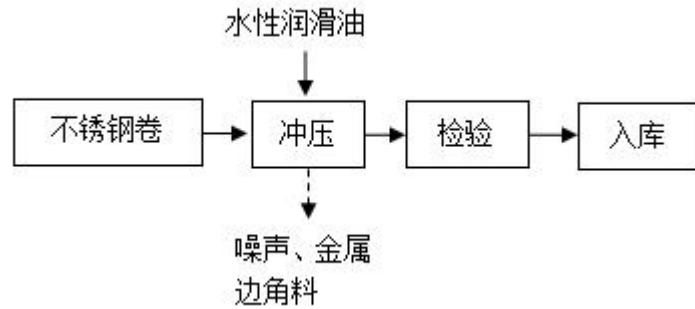 水性润滑油
不锈钢卷
冲压
检验
入库
噪声、金属
边角料